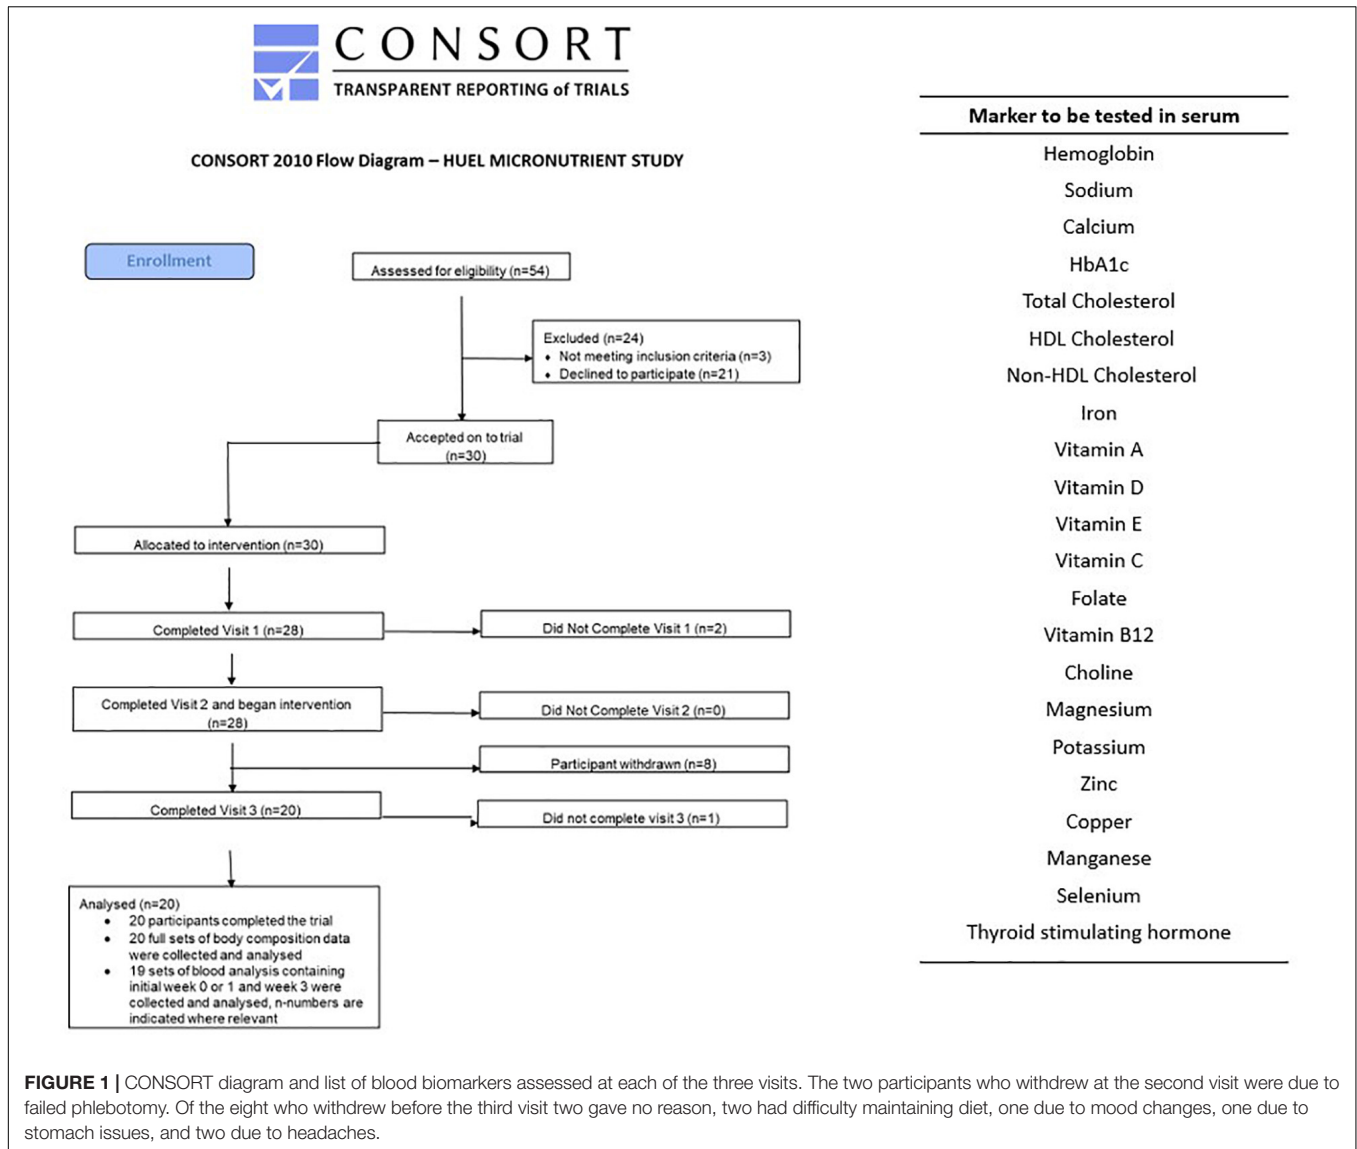 CONSORT
TRANSPARENT REPORTING of TRIALS
CONSORT 2010 Flow Diagram – HUEL MICRONUTRIENT STUDY
Enrollment
Assessed for eligibility (n=54)
Excluded (n=24)
♦ Not meeting inclusion criteria (n=3)
♦ Declined to participate (n=21)
Accepted on to trial
(n=30)
Allocated to intervention (n=30)
Completed Visit 1 (n=28)
Did Not Complete Visit 1 (n=2)
Completed Visit 2 and began intervention
(n=28)
Did Not Complete Visit 2 (n=0)
Participant withdrawn (n=8)
Completed Visit 3 (n=20)
Did not complete visit 3 (n=1)
Analysed (n=20)
• 20 participants completed the trial
• 20 full sets of body composition data
were collected and analysed
• 19 sets of blood analysis containing
initial week 0 or 1 and week 3 were
collected and analysed, n-numbers are
indicated where relevant
Marker to be tested in serum
Hemoglobin
Sodium
Calcium
HbA1c
Total Cholesterol
HDL Cholesterol
Non-HDL Cholesterol
Iron
Vitamin A
Vitamin D
Vitamin E
Vitamin C
Folate
Vitamin B12
Choline
Magnesium
Potassium
Zinc
Copper
Manganese
Selenium
Thyroid stimulating hormone
FIGURE 1 | CONSORT diagram and list of blood biomarkers assessed at each of the three visits. The two participants who withdrew at the second visit were due to
failed phlebotomy. Of the eight who withdrew before the third visit two gave no reason, two had difficulty maintaining diet, one due to mood changes, one due to
stomach issues, and two due to headaches.